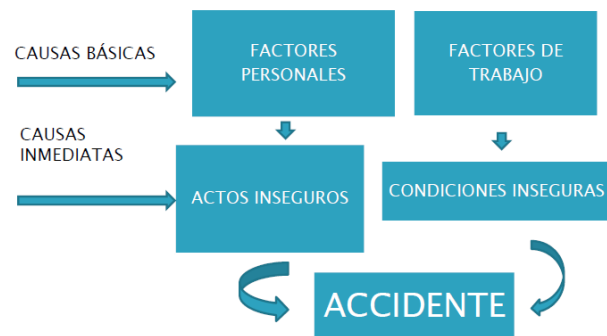 CAUSAS BÁSICAS
FACTORES
PERSONALES
FACTORES DE
TRABAJO
CAUSAS
INMEDIATAS
ACTOS INSEGUROS
CONDICIONES INSEGURAS
ACCIDENTE